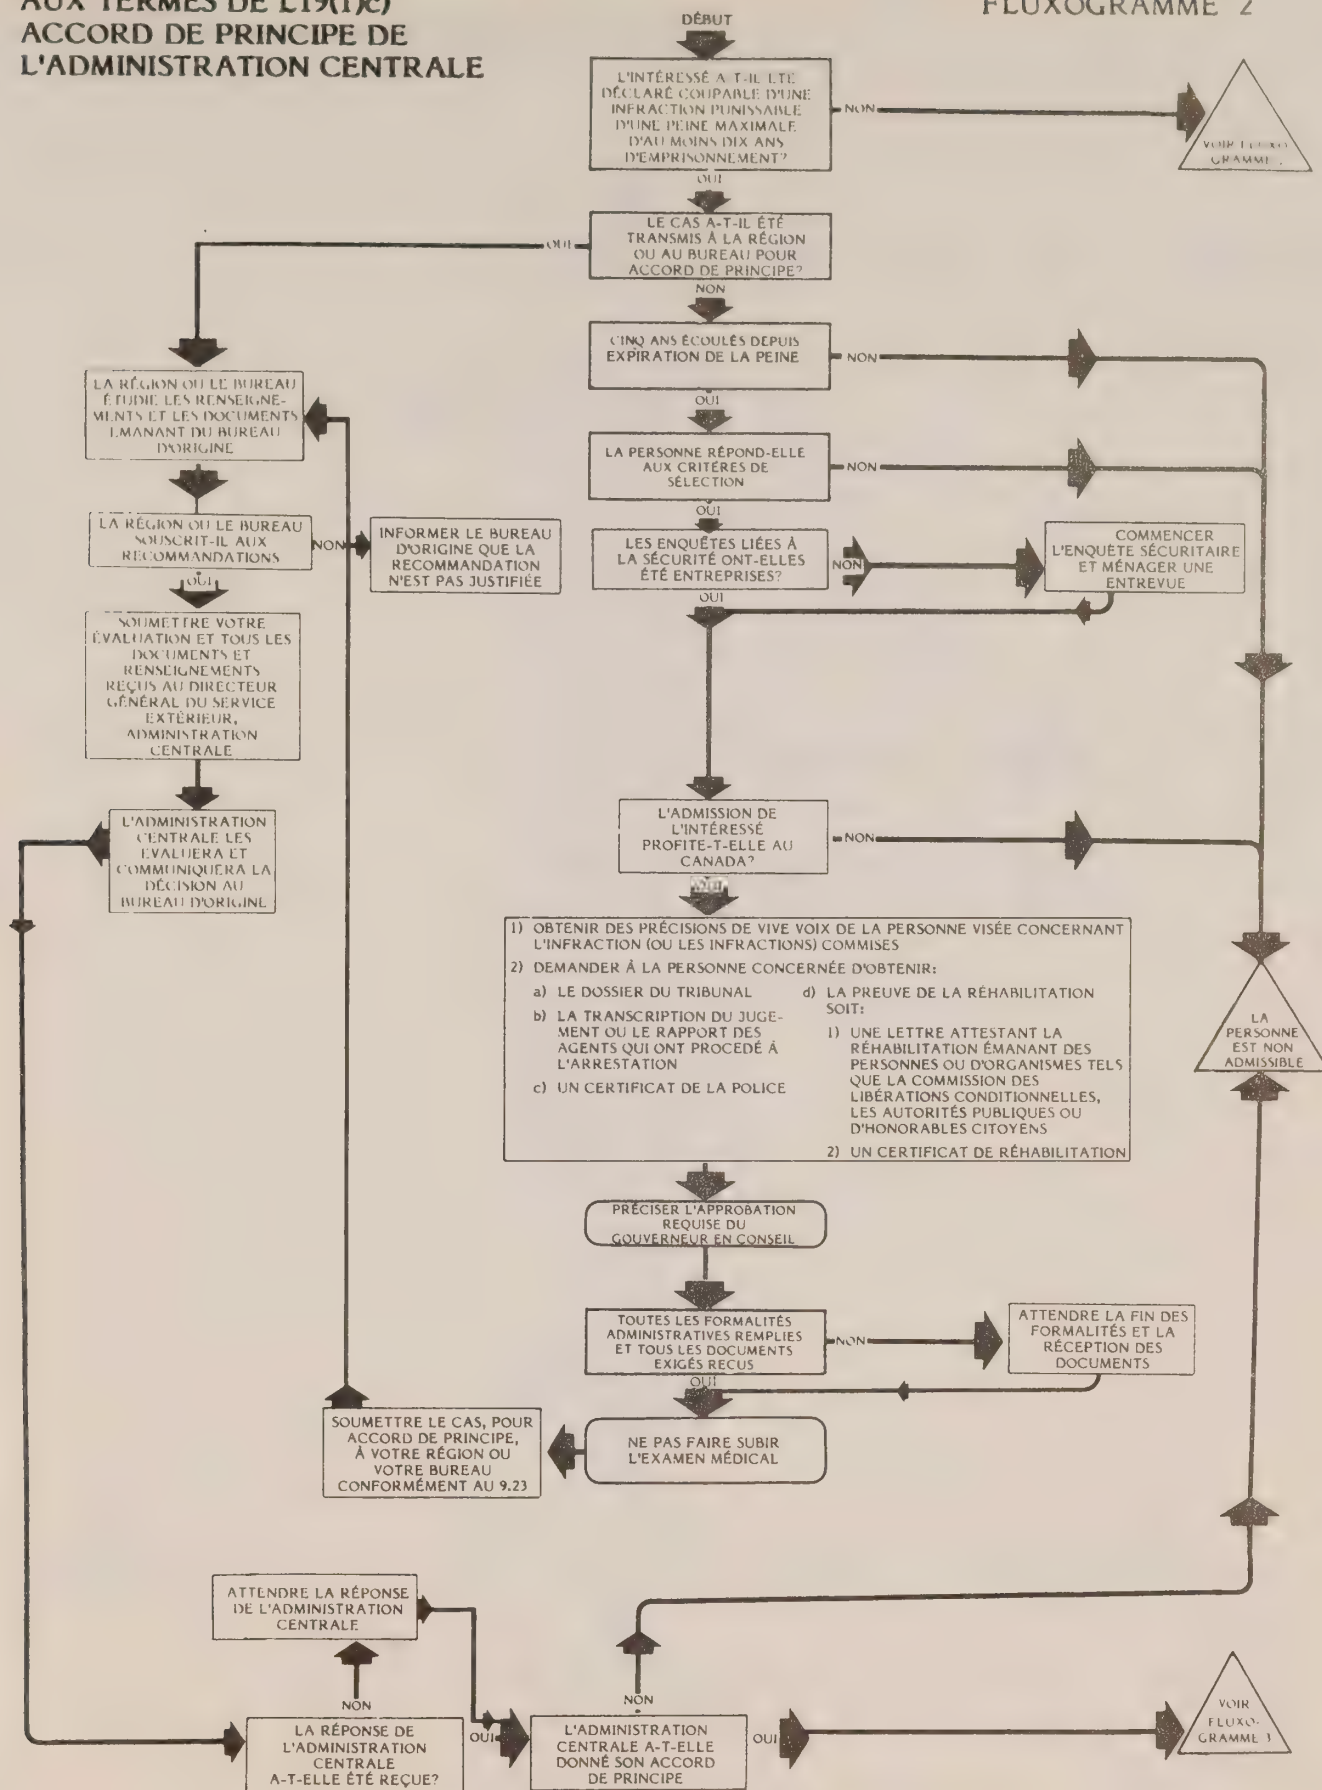 AUX TERMES DE L'19(1)c)
ACCORD DE PRINCIPE DE
L'ADMINISTRATION CENTRALE
FLUXOGRAMME 2
DÉBUT
L'INTÉRESSÉ A-T-IL ÉTÉ
DÉCLARÉ COUPABLE D'UNE
INFRACTION PUNISSABLE
D'UNE PEINE MAXIMALE
D'AU MOINS DIX ANS
D'EMPRISONNEMENT?
NON
VOIR FLUXO
GRAMME
OUI
LE CAS A-T-IL ÉTÉ
TRANSMIS À LA RÉGION
OU AU BUREAU POUR
ACCORD DE PRINCIPE?
OUI
NON
CINQ ANS ÉCOULÉS DEPUIS
EXPIRATION DE LA PEINE
NON
OUI
LA PERSONNE RÉPOND-ELLE
AUX CRITÉRES DE
SÉLECTION
NON
OUI
LES ENQUÊTES LIÉES À
LA SÉCURITÉ ONT-ELLES
ÉTÉ ENTREPRISES?
NON
COMMENCER
L'ENQUÊTE SÉCURITAIRE
ET MÉNAGER UNE
ENTREVUE
OUI
LA RÉGION OU LE BUREAU
ÉTUDIE LES RENSEIGNE-
MENTS ET LES DOCUMENTS
ÉMANANT DU BUREAU
D'ORIGINE
LA RÉGION OU LE BUREAU
SOUSCRIT-IL AUX
RECOMMANDATIONS
NON
INFORMER LE BUREAU
D'ORIGINE QUE LA
RECOMMANDATION
N'EST PAS JUSTIFIÉE
OUI
SOUMETTRE VOTRE
ÉVALUATION ET TOUS LES
DOCUMENTS ET
RENSEIGNEMENTS
REÇUS AU DIRECTEUR
GÉNÉRAL DU SERVICE
EXTÉRIEUR,
ADMINISTRATION
CENTRALE
L'ADMINISTRATION
CENTRALE LES
ÉVALUERA ET
COMMUNIQUERA LA
DÉCISION AU
BUREAU D'ORIGINE
L'ADMISSION DE
L'INTÉRESSÉ
PROFITE-T-ELLE AU
CANADA?
NON
OUI
1) OBTENIR DES PRÉCISIONS DE VIVE VOIX DE LA PERSONNE VISÉE CONCERNANT
L'INFRACTION (OU LES INFRACTIONS) COMMISES
2) DEMANDER À LA PERSONNE CONCERNÉE D'OBTENIR:
a) LE DOSSIER DU TRIBUNAL
b) LA TRANSCRIPTION DU JUGE-
MENT OU LE RAPPORT DES
AGENTS QUI ONT PROCEDÉ À
L'ARRESTATION
c) UN CERTIFICAT DE LA POLICE
d) LA PREUVE DE LA RÉHABILITATION
SOIT:
1) UNE LETTRE ATTESTANT LA
RÉHABILITATION ÉMANANT DES
PERSONNES OU D'ORGANISMES TELS
QUE LA COMMISSION DES
LIBÉRATIONS CONDITIONNELLES,
LES AUTORITÉS PUBLIQUES OU
D'HONORABLES CITOYENS
2) UN CERTIFICAT DE RÉHABILITATION
LA
PERSONNE
EST NON
ADMISSIBLE
PRÉCISER L'APPROBATION
REQUISE DU
GOUVERNEUR EN CONSEIL
TOUTES LES FORMALITÉS
ADMINISTRATIVES REMPLIES
ET TOUS LES DOCUMENTS
EXIGÉS REÇUS
NON
ATTENDRE LA FIN DES
FORMALITÉS ET LA
RÉCEPTION DES
DOCUMENTS
OUI
NE PAS FAIRE SUBIR
L'EXAMEN MÉDICAL
SOUMETTRE LE CAS, POUR
ACCORD DE PRINCIPE,
À VOTRE RÉGION OU
VOTRE BUREAU
CONFORMÉMENT AU 9.23
ATTENDRE LA RÉPONSE
DE L'ADMINISTRATION
CENTRALE
NON
LA RÉPONSE DE
L'ADMINISTRATION
CENTRALE
A-T-ELLE ÉTÉ REÇUE?
OUI
NON
L'ADMINISTRATION
CENTRALE A-T-ELLE
DONNÉ SON ACCORD
DE PRINCIPE
OUI
VOIR
FLUXO-
GRAMME 3